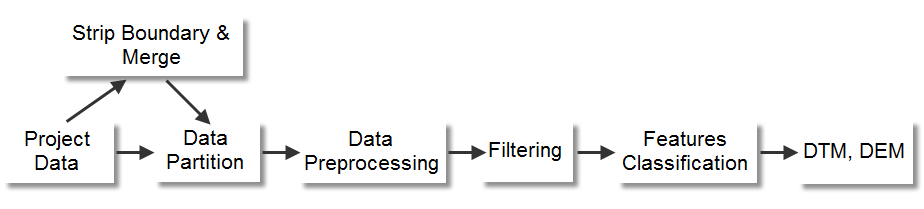 Strip Boundary &
Merge
Project
Data
Data
Partition
Data
Preprocessing
Filtering
Features
Classification
DTM, DEM